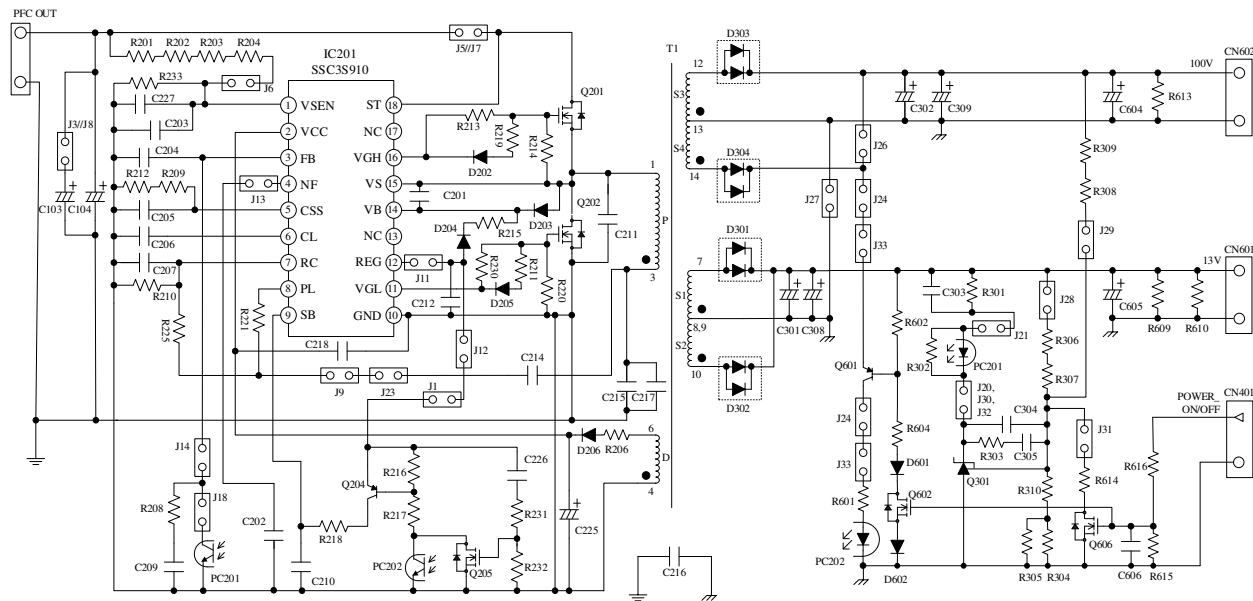 PFC OUT
R201
R202
R203
R204
R233
J6
C227
C203
C204
R212
R209
J3//J8
C103
C104
C205
C206
C207
R210
R225
J13
IC201
SSC3S910
1 VSEN
2 VCC
3 FB
4 NF
5 CSS
6 CL
7 RC
8 PL
9 SB
ST 18
NC 17
VGH 16
VS 15
VB 14
NC 13
REG 12
VGL 11
GND 10
J5//J7
Q201
R213
R219
R214
D202
C201
Q202
D204
R215
D203
C211
J11
R230
R211
R220
C212
D205
R221
C218
J12
J9
J23
C214
J1
C215
C217
J14
J18
R208
C209
PC201
C202
C210
R218
Q204
R216
R217
PC202
Q205
C226
R231
R232
D206
R206
C225
C216
T1
1
P
3
6
D
4
12
S3
13
S4
14
7
S1
8,9
S2
10
D303
D304
D301
D302
J27
C301
C308
J26
J24
J33
C302
C309
R309
R308
J29
C604
R613
100V
CN602
13V
CN601
C605
R609
R610
R602
C303
R301
J28
J21
R302
PC201
R306
R307
J20,
J30,
J32
C304
R303
C305
J31
Q601
J24
J33
R601
PC202
R604
D601
Q602
D602
Q301
R310
R614
R305
R304
Q606
C606
R615
R616
POWER_
ON/OFF
CN401